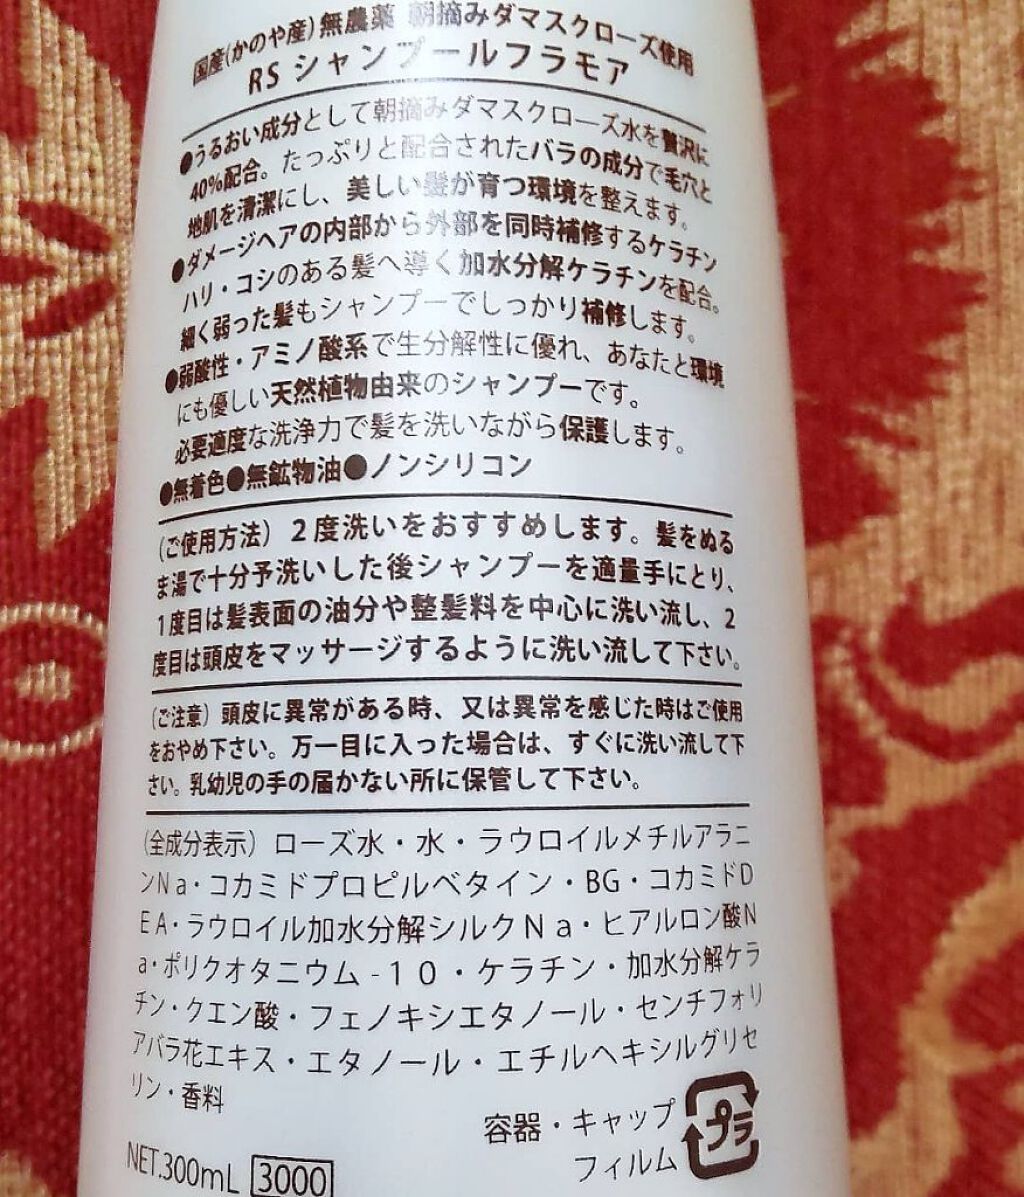 国産(かのや産)無農薬 朝摘みダマスクローズ使用
RS シャンプールフラモア
●うるおい成分として朝摘みダマスクローズ水を贅沢に
40%配合。たっぷりと配合されたバラの成分で毛穴と
地肌を清潔にし、美しい髪が育つ環境を整えます。
●ダメージヘアの内部から外部を同時補修するケラチン
ハリ・コシのある髪へ導く加水分解ケラチンを配合。
細く弱った髪もシャンプーでしっかり補修します。
●弱酸性・アミノ酸系で生分解性に優れ、あなたと環境
にも優しい天然植物由来のシャンプーです。
必要適度な洗浄力で髪を洗いながら保護します。
●無着色●無鉱物油●ノンシリコン
(ご使用方法) 2度洗いをおすすめします。髪をぬる
ま湯で十分予洗いした後シャンプーを適量手にとり、
1度目は髪表面の油分や整髪料を中心に洗い流し、2
度目は頭皮をマッサージするように洗い流して下さい。
(ご注意) 頭皮に異常がある時、又は異常を感じた時はご使用
をおやめ下さい。万一目に入った場合は、すぐに洗い流して下
さい。乳幼児の手の届かない所に保管して下さい。
(全成分表示) ローズ水・水・ラウロイルメチルアラニ
ンNa・コカミドプロピルベタイン・BG・コカミドD
EA・ラウロイル加水分解シルクNa・ヒアルロン酸N
a・ポリクオタニウム-10・ケラチン・加水分解ケラ
チン・クエン酸・フェノキシエタノール・センチフォリ
アバラ花エキス・エタノール・エチルヘキシルグリセ
リン・香料
容器・キャップ
フィルム
プラ
NET.300mL 3000